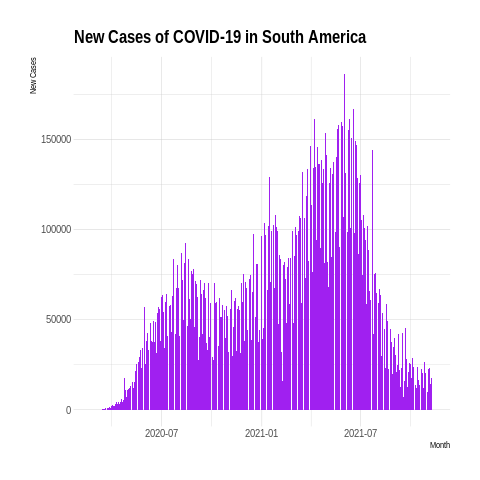 New Cases of COVID-19 in South America
New Cases
150000
100000
50000
0
2020-07
2021-01
2021-07
Month